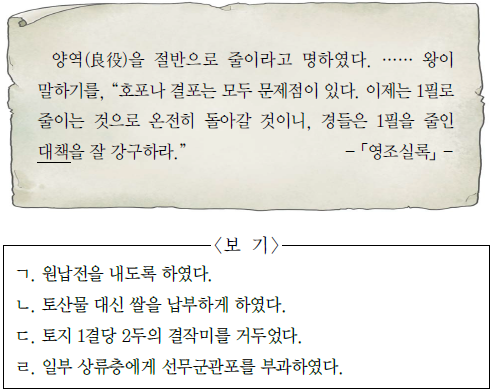 양역(良役)을 절반으로 줄이라고 명하였다. …… 왕이
말하기를, “호포나 결포는 모두 문제점이 있다. 이제는 1필로
줄이는 것으로 온전히 돌아갈 것이니, 경들은 1필을 줄인
대책을 잘 강구하라.” －「영조실록」－
〈보 기〉
ㄱ. 원납전을 내도록 하였다.
ㄴ. 토산물 대신 쌀을 납부하게 하였다.
ㄷ. 토지 1결당 2두의 결작미를 거두었다.
ㄹ. 일부 상류층에게 선무군관포를 부과하였다.